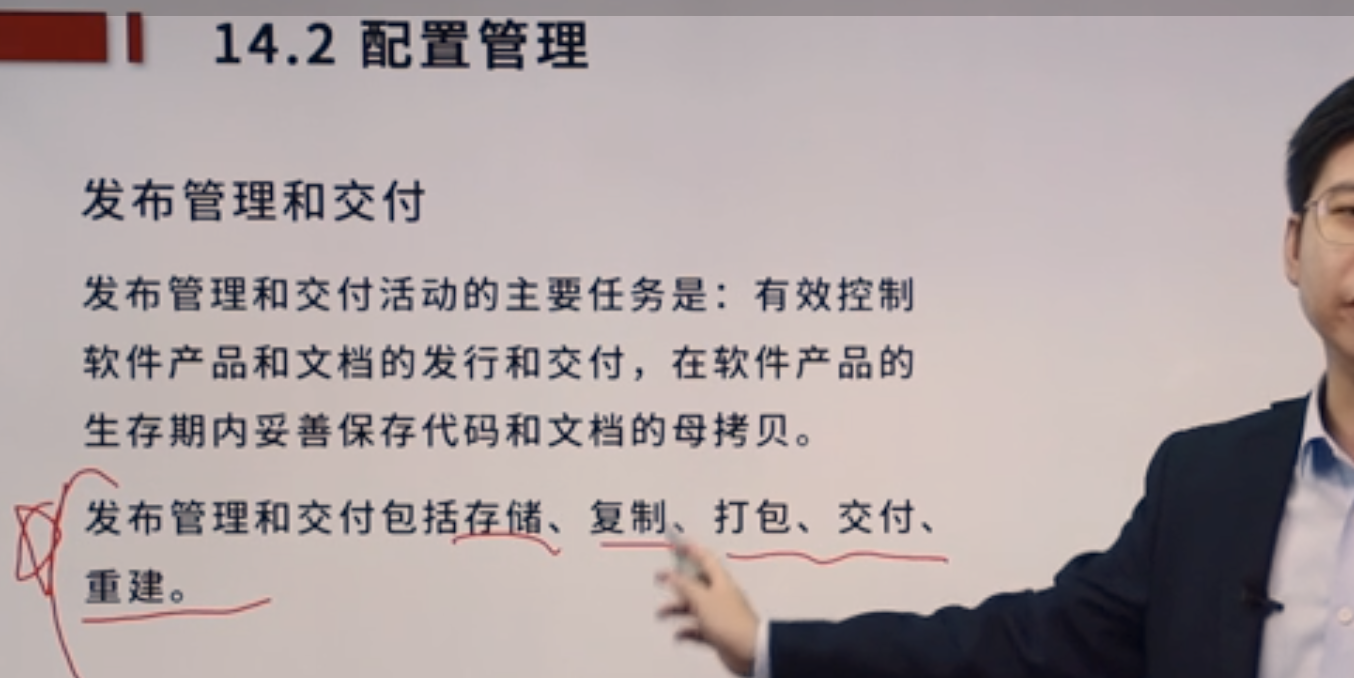 14.2 配置管理
发布管理和交付
发布管理和交付活动的主要任务是：有效控制
软件产品和文档的发行和交付，在软件产品的
生存期内妥善保存代码和文档的母拷贝。
发布管理和交付包括存储、复制、打包、交付、
重建。